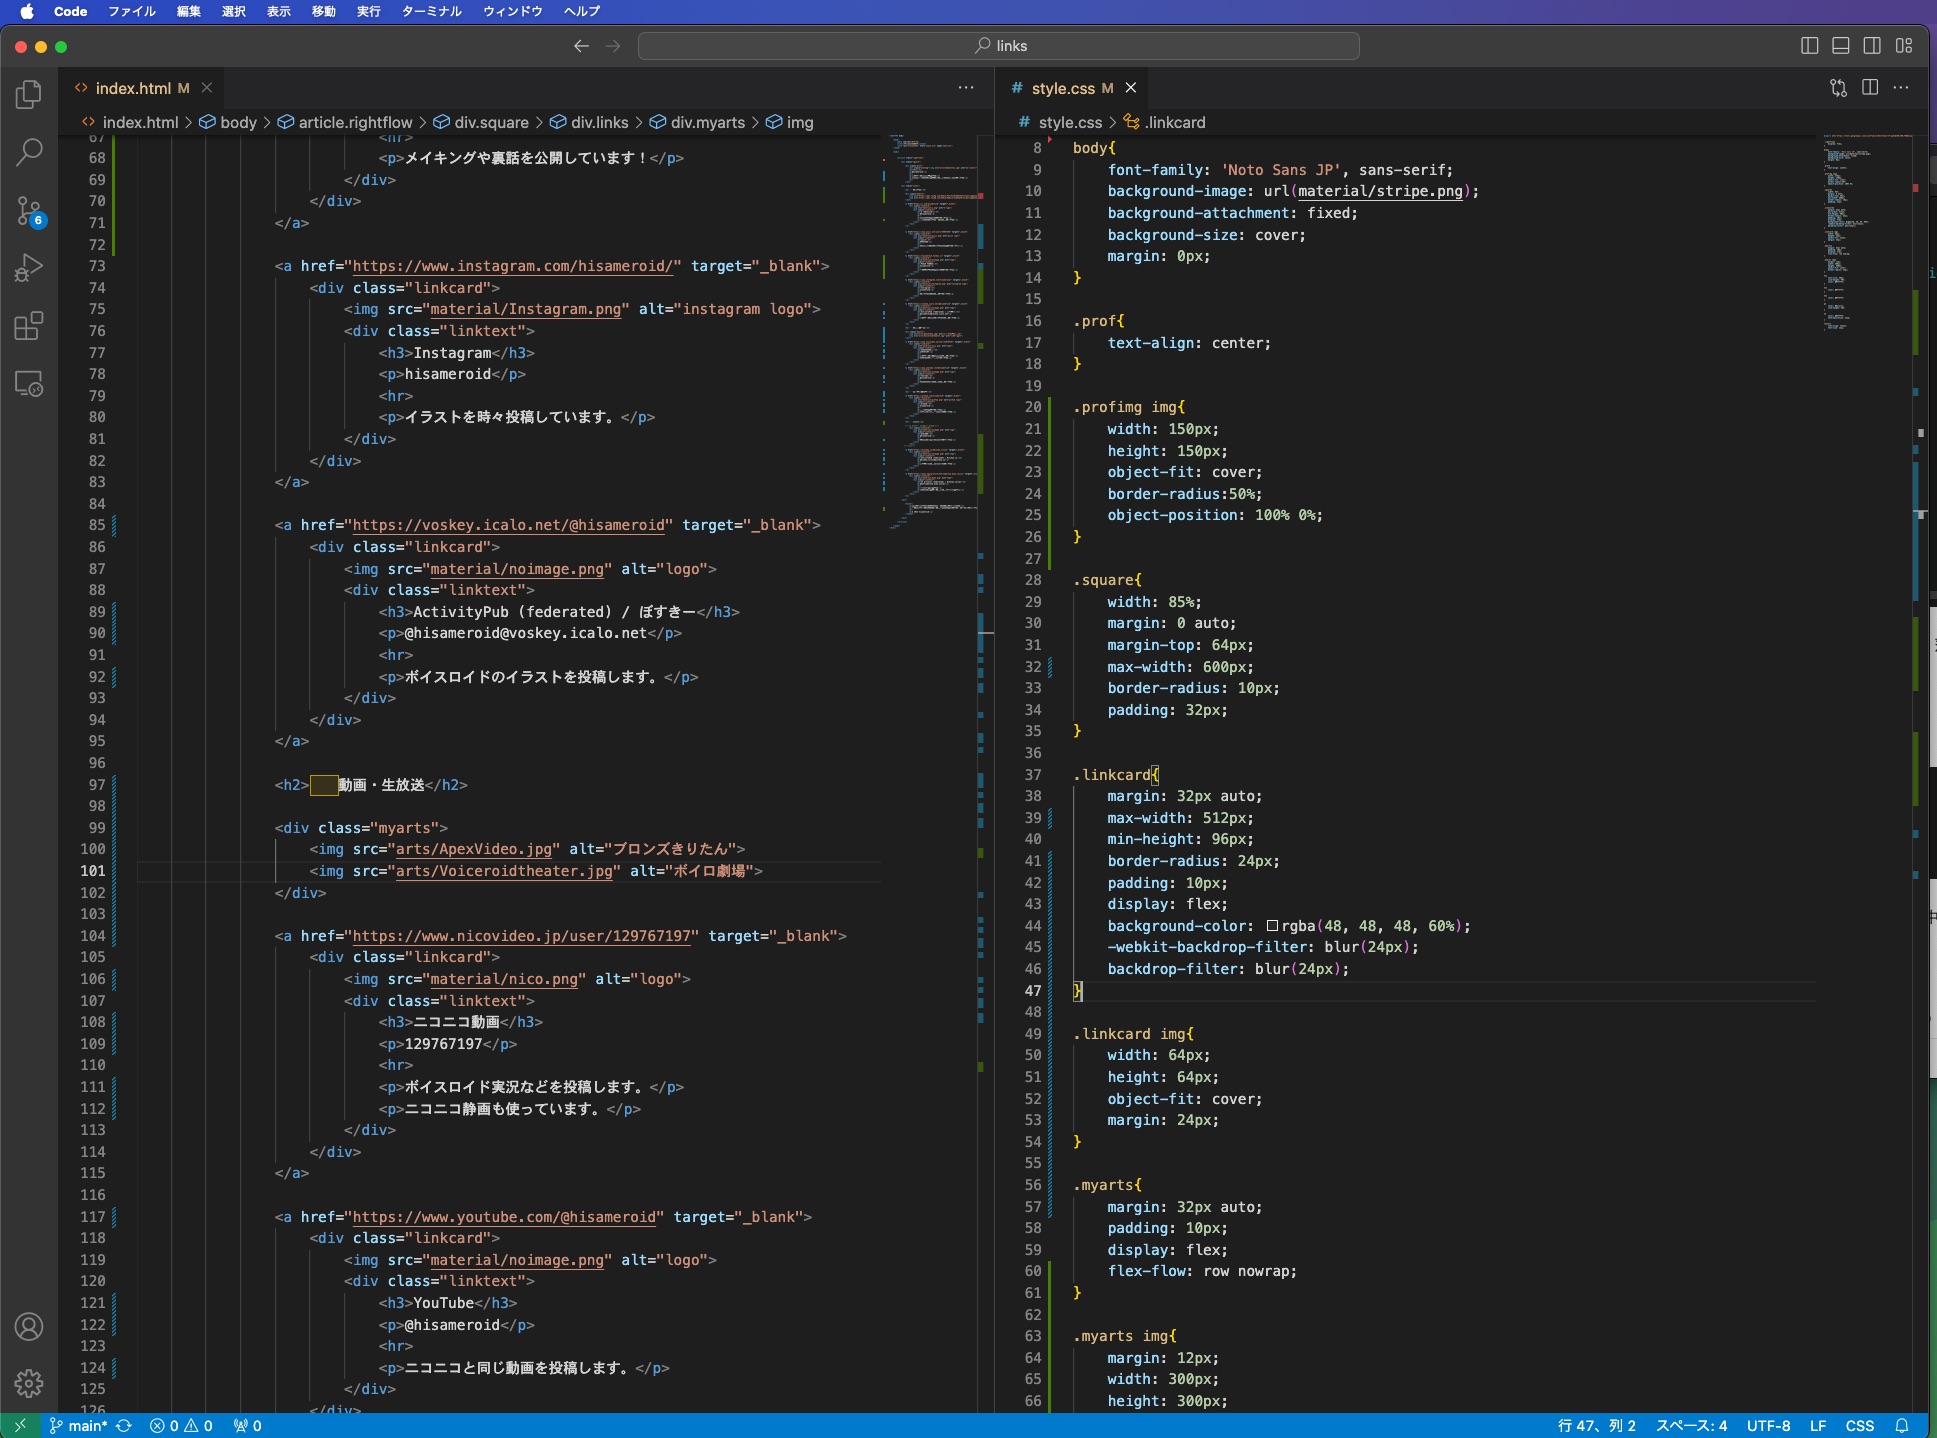 Code ファイル 編集 選択 表示 移動 実行 ターミナル ウィンドウ ヘルプ
links
index.html M
index.html > body > article.rightflow > div.square > div.links > div.myarts > img
67 <hr>
68 <p>メイキングや裏話を公開しています！</p>
69 </div>
70 </div>
71 </a>
72
73 <a href="https://www.instagram.com/hisameroid/" target="_blank">
74 <div class="linkcard">
75 <img src="material/Instagram.png" alt="instagram logo">
76 <div class="linktext">
77 <h3>Instagram</h3>
78 <p>hisameroid</p>
79 <hr>
80 <p>イラストを時々投稿しています。</p>
81 </div>
82 </div>
83 </a>
84
85 <a href="https://voskey.icalo.net/@hisameroid" target="_blank">
86 <div class="linkcard">
87 <img src="material/noimage.png" alt="logo">
88 <div class="linktext">
89 <h3>ActivityPub (federated) / ぼすきー</h3>
90 <p>@hisameroid@voskey.icalo.net</p>
91 <hr>
92 <p>ボイスロイドのイラストを投稿します。</p>
93 </div>
94 </div>
95 </a>
96
97 <h2>　動画・生放送</h2>
98
99 <div class="myarts">
100 <img src="arts/ApexVideo.jpg" alt="ブロンズきりたん">
101 <img src="arts/Voiceroidtheater.jpg" alt="ボイロ劇場">
102 </div>
103
104 <a href="https://www.nicovideo.jp/user/129767197" target="_blank">
105 <div class="linkcard">
106 <img src="material/nico.png" alt="logo">
107 <div class="linktext">
108 <h3>ニコニコ動画</h3>
109 <p>129767197</p>
110 <hr>
111 <p>ボイスロイド実況などを投稿します。</p>
112 <p>ニコニコ静画も使っています。</p>
113 </div>
114 </div>
115 </a>
116
117 <a href="https://www.youtube.com/@hisameroid" target="_blank">
118 <div class="linkcard">
119 <img src="material/noimage.png" alt="logo">
120 <div class="linktext">
121 <h3>YouTube</h3>
122 <p>@hisameroid</p>
123 <hr>
124 <p>ニコニコと同じ動画を投稿します。</p>
125 </div>
126 </div>
style.css M
style.css > .linkcard
8 body{
9 font-family: 'Noto Sans JP', sans-serif;
10 background-image: url(material/stripe.png);
11 background-attachment: fixed;
12 background-size: cover;
13 margin: 0px;
14 }
15
16 .prof{
17 text-align: center;
18 }
19
20 .profimg img{
21 width: 150px;
22 height: 150px;
23 object-fit: cover;
24 border-radius:50%;
25 object-position: 100% 0%;
26 }
27
28 .square{
29 width: 85%;
30 margin: 0 auto;
31 margin-top: 64px;
32 max-width: 600px;
33 border-radius: 10px;
34 padding: 32px;
35 }
36
37 .linkcard{
38 margin: 32px auto;
39 max-width: 512px;
40 min-height: 96px;
41 border-radius: 24px;
42 padding: 10px;
43 display: flex;
44 background-color: rgba(48, 48, 48, 60%);
45 -webkit-backdrop-filter: blur(24px);
46 backdrop-filter: blur(24px);
47 }
48
49 .linkcard img{
50 width: 64px;
51 height: 64px;
52 object-fit: cover;
53 margin: 24px;
54 }
55
56 .myarts{
57 margin: 32px auto;
58 padding: 10px;
59 display: flex;
60 flex-flow: row nowrap;
61 }
62
63 .myarts img{
64 margin: 12px;
65 width: 300px;
66 height: 300px;
6
main* 0 0 0 行 47、列 2 スペース: 4 UTF-8 LF CSS